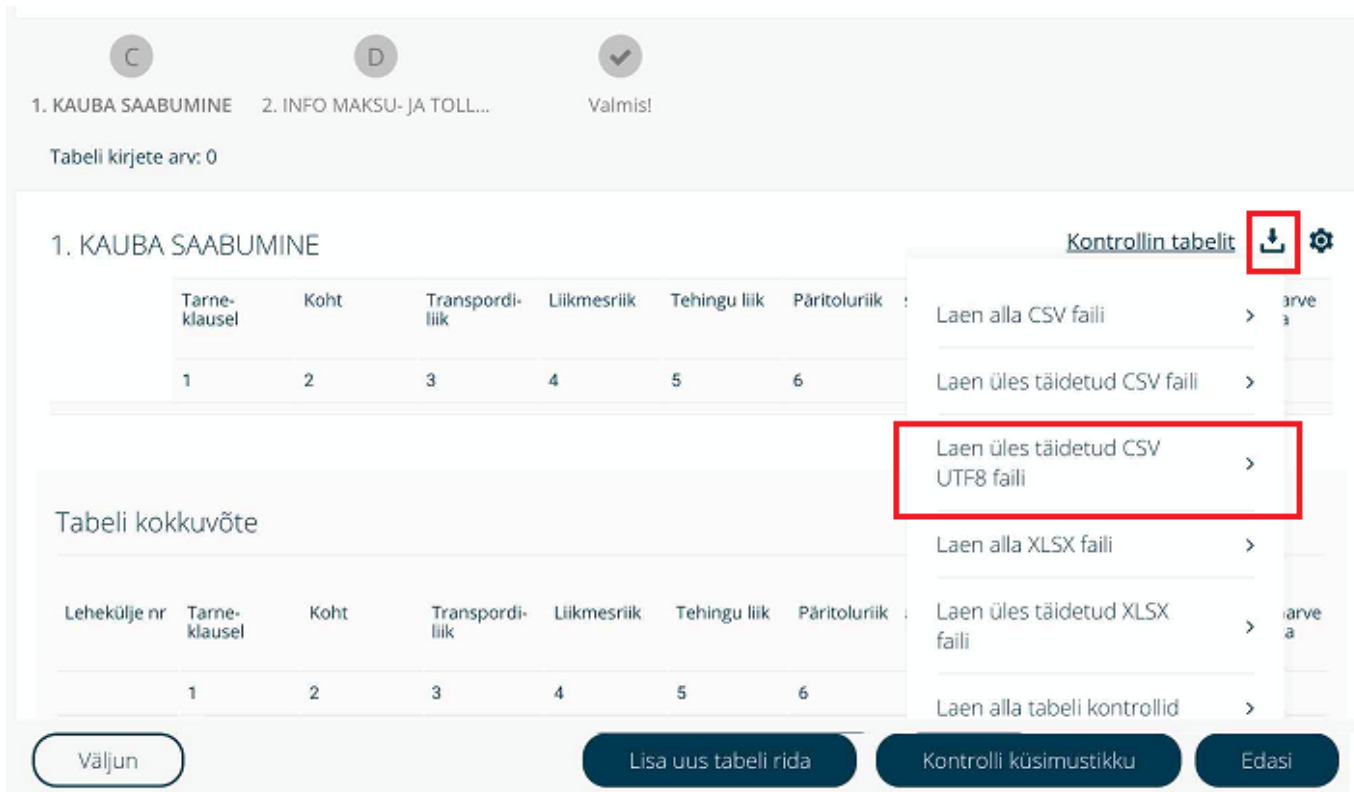 C D
1. KAUBA SAABUMINE 2. INFO MAKSU- JA TOLL... Valmis!
Tabeli kirjete arv: 0
1. KAUBA SAABUMINE Kontrollin tabelit
Tarne- Koht Transpordi- Liikmesriik Tehingu liik Päritoluriik
klausel liik
1 2 3 4 5 6
Laen alla CSV faili
Laen üles täidetud CSV faili
Laen üles täidetud CSV
UTF8 faili
Laen alla XLSX faili
Laen üles täidetud XLSX
faili
Laen alla tabeli kontrollid
Tabeli kokkuvõte
Lehekülje nr Tarne- Koht Transpordi- Liikmesriik Tehingu liik Päritoluriik
klausel liik
1 2 3 4 5 6
Väljun Lisa uus tabeli rida Kontrolli küsimustikku Edasi